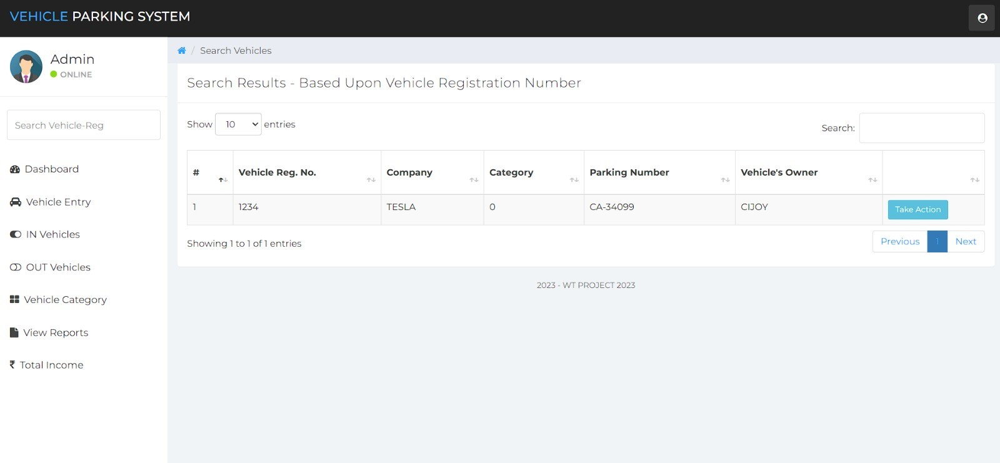 VEHICLE PARKING SYSTEM
Admin
ONLINE
Search Vehicle-Reg
Dashboard
Vehicle Entry
IN Vehicles
OUT Vehicles
Vehicle Category
View Reports
₹ Total Income
/ Search Vehicles
Search Results - Based Upon Vehicle Registration Number
Show 10 entries
Search:
# Vehicle Reg. No. Company Category Parking Number Vehicle's Owner
1 1234 TESLA 0 CA-34099 CIJOY Take Action
Showing 1 to 1 of 1 entries
Previous 1 Next
2023 - WT PROJECT 2023